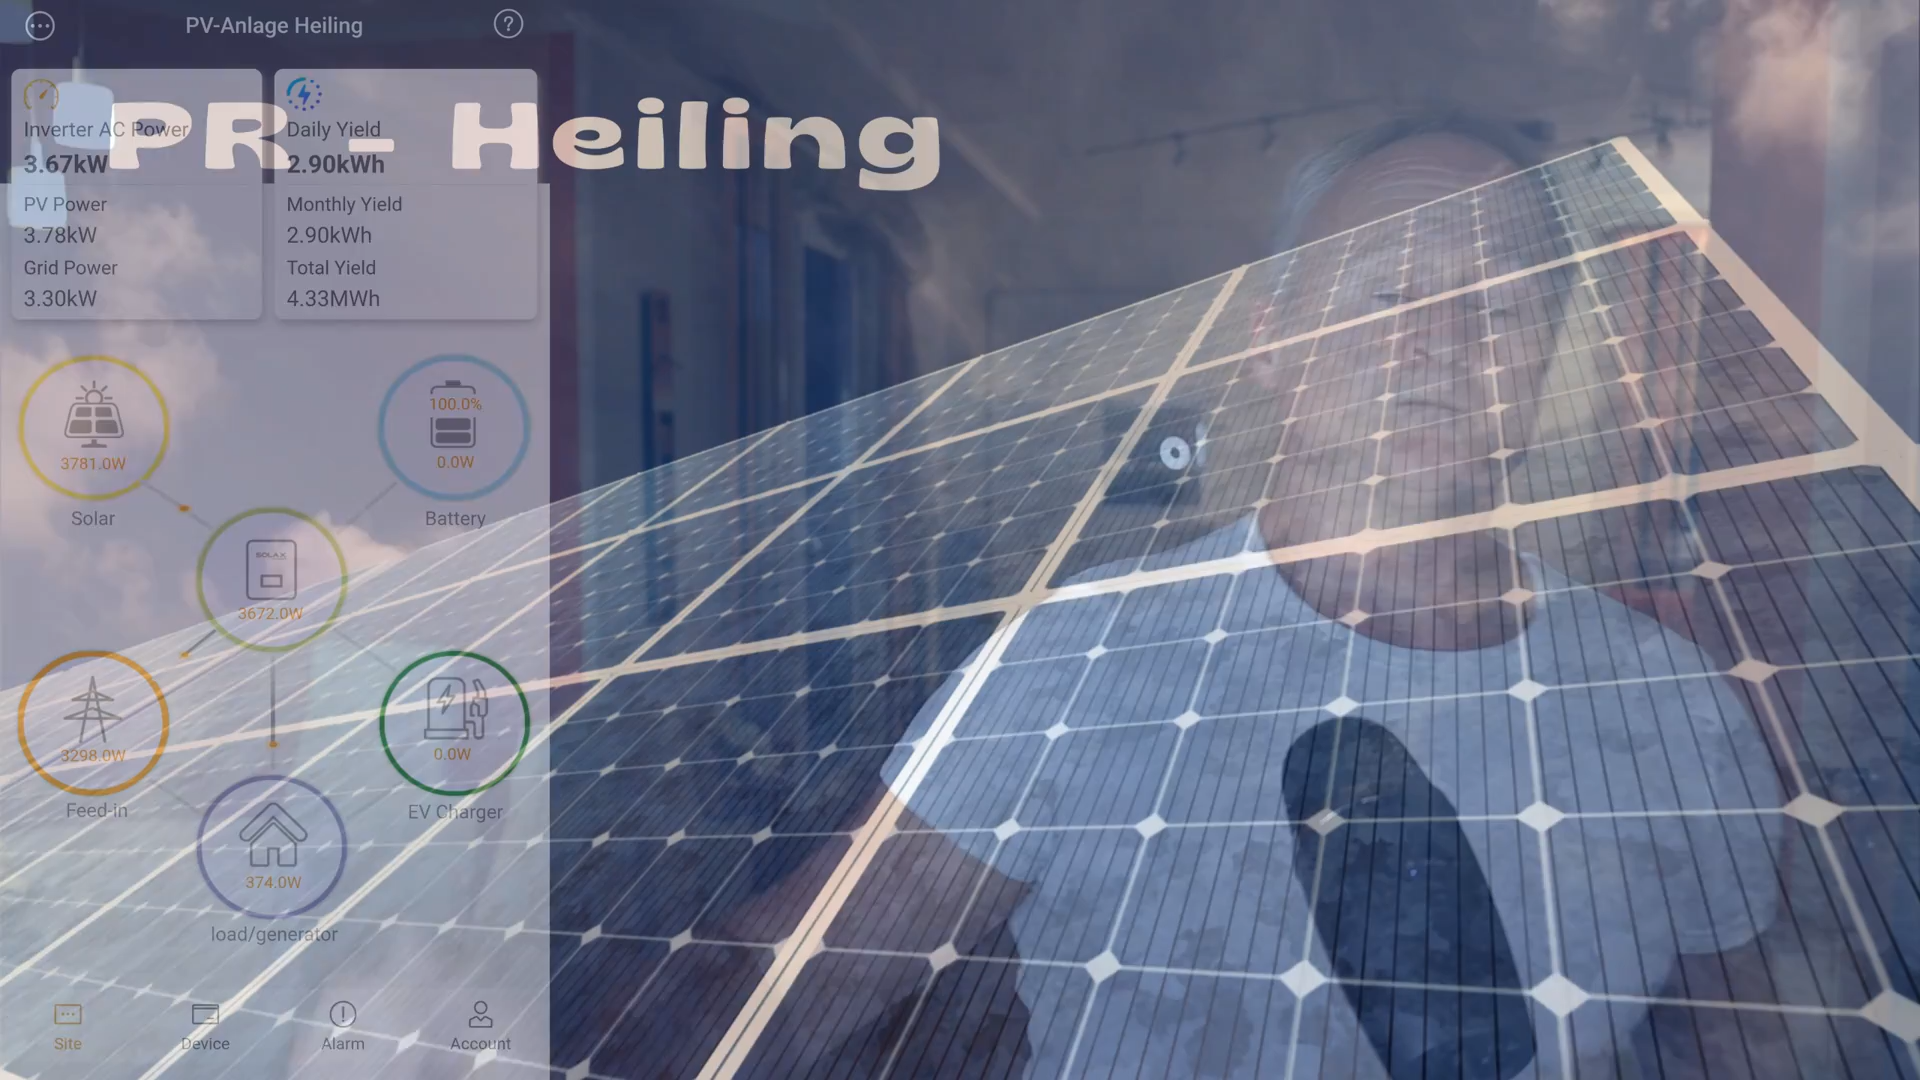 PV-Anlage Heiling
?
PR - Heiling
Inverter AC Power
3.67kW
PV Power
3.78kW
Grid Power
3.30kW
Daily Yield
2.90kWh
Monthly Yield
2.90kWh
Total Yield
4.33MWh
3781.0W
Solar
100.0%
0.0W
Battery
SOLAX
3672.0W
3298.0W
Feed-in
0.0W
EV Charger
374.0W
load/generator
Site
Device
Alarm
Account